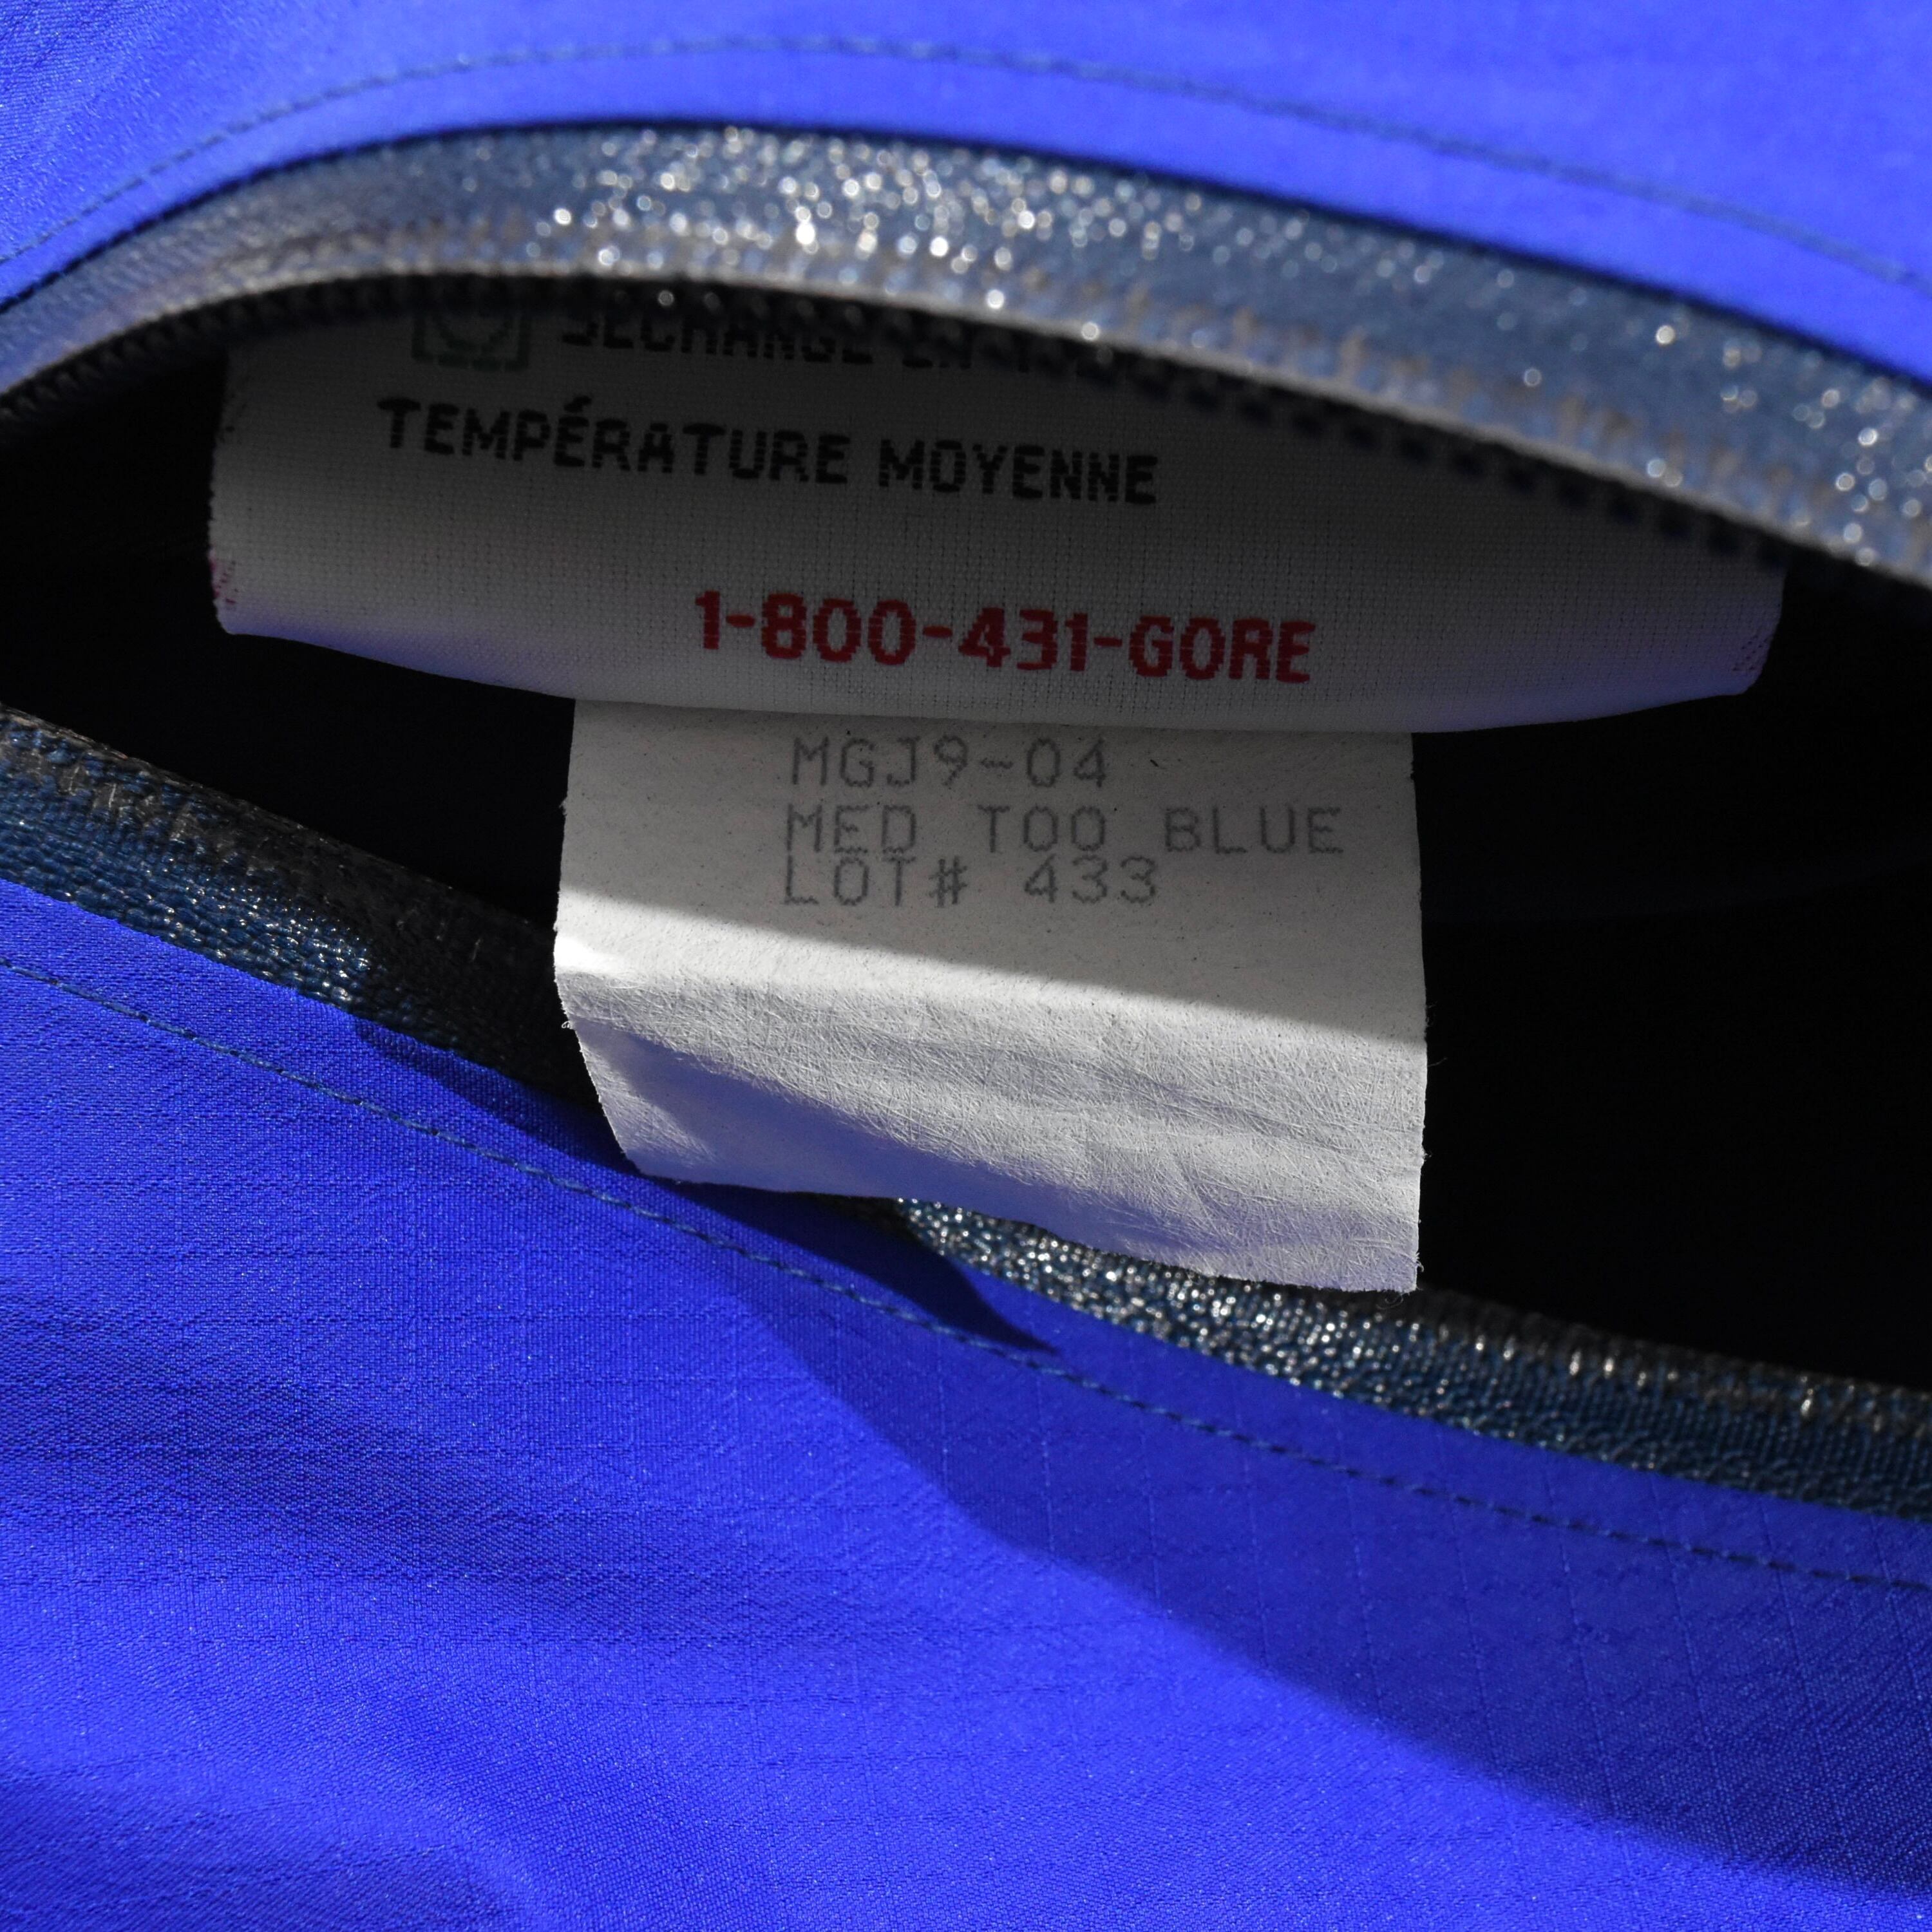 TEMPÉRATURE MOYENNE
1-800-431-GORE
MGJ9-04
MED TOO BLUE
LOT# 433